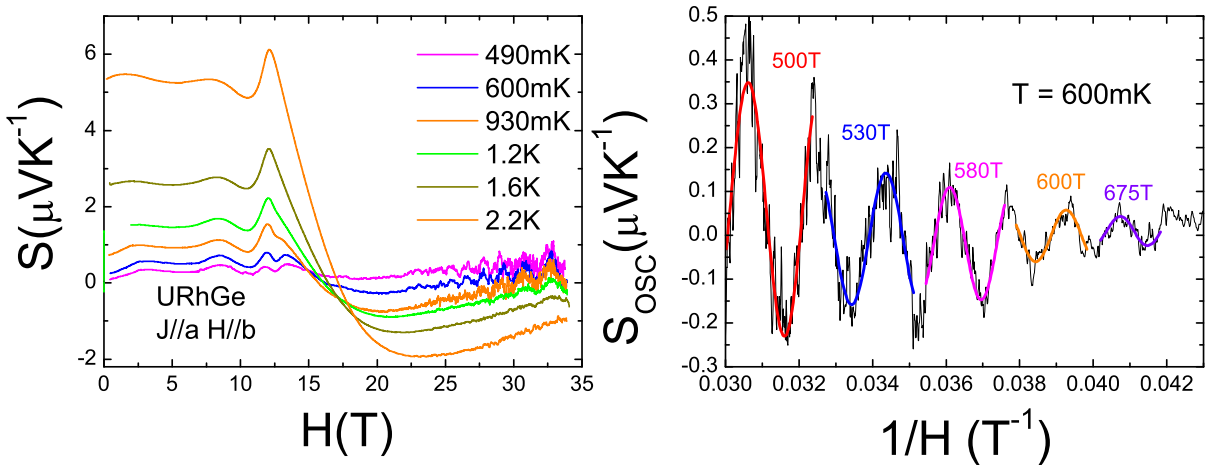 6
4
2
0
-2
0
5
10
15
20
25
30
35
S(μVK⁻¹)
H(T)
490mK
600mK
930mK
1.2K
1.6K
2.2K
URhGe
J//a H//b
0.5
0.4
0.3
0.2
0.1
0.0
-0.1
-0.2
-0.3
0.030
0.032
0.034
0.036
0.038
0.040
0.042
S_OSC(μVK⁻¹)
1/H (T⁻¹)
500T
530T
580T
600T
675T
T = 600mK